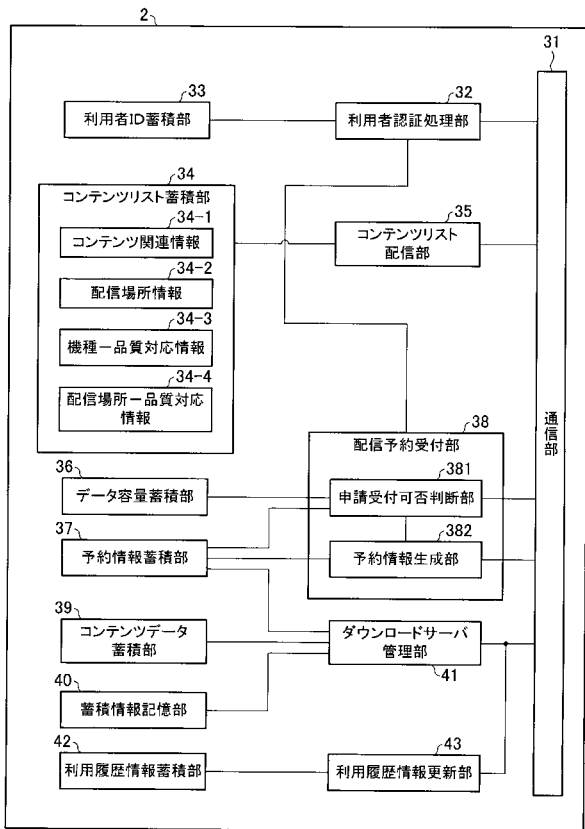 2
31
33
利用者ID蓄積部
32
利用者認証処理部
34
コンテンツリスト蓄積部
34-1
コンテンツ関連情報
34-2
配信場所情報
34-3
機種ー品質対応情報
34-4
配信場所ー品質対応
情報
35
コンテンツリスト
配信部
通信部
38
配信予約受付部
36
データ容量蓄積部
381
申請受付可否判断部
37
予約情報蓄積部
382
予約情報生成部
39
コンテンツデータ
蓄積部
ダウンロードサーバ
管理部
41
40
蓄積情報記憶部
42
利用履歴情報蓄積部
43
利用履歴情報更新部